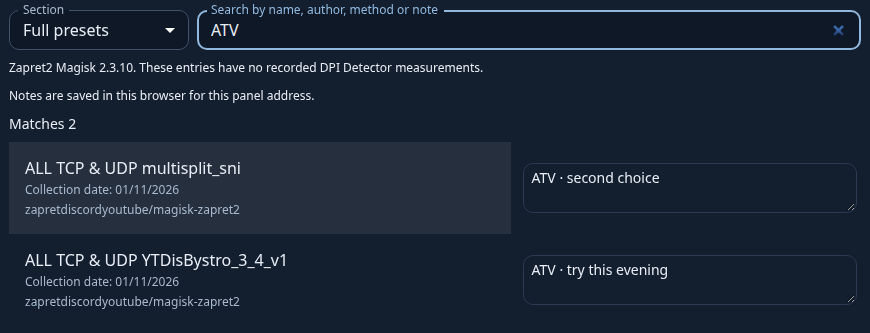 Section
Full presets
Search by name, author, method or note
ATV
Zapret2 Magisk 2.3.10. These entries have no recorded DPI Detector measurements.
Notes are saved in this browser for this panel address.
Matches 2
ALL TCP & UDP multisplit_sni
Collection date: 01/11/2026
zapretdiscordyoutube/magisk-zapret2
ATV · second choice
ALL TCP & UDP YTDisBystro_3_4_v1
Collection date: 01/11/2026
zapretdiscordyoutube/magisk-zapret2
ATV · try this evening